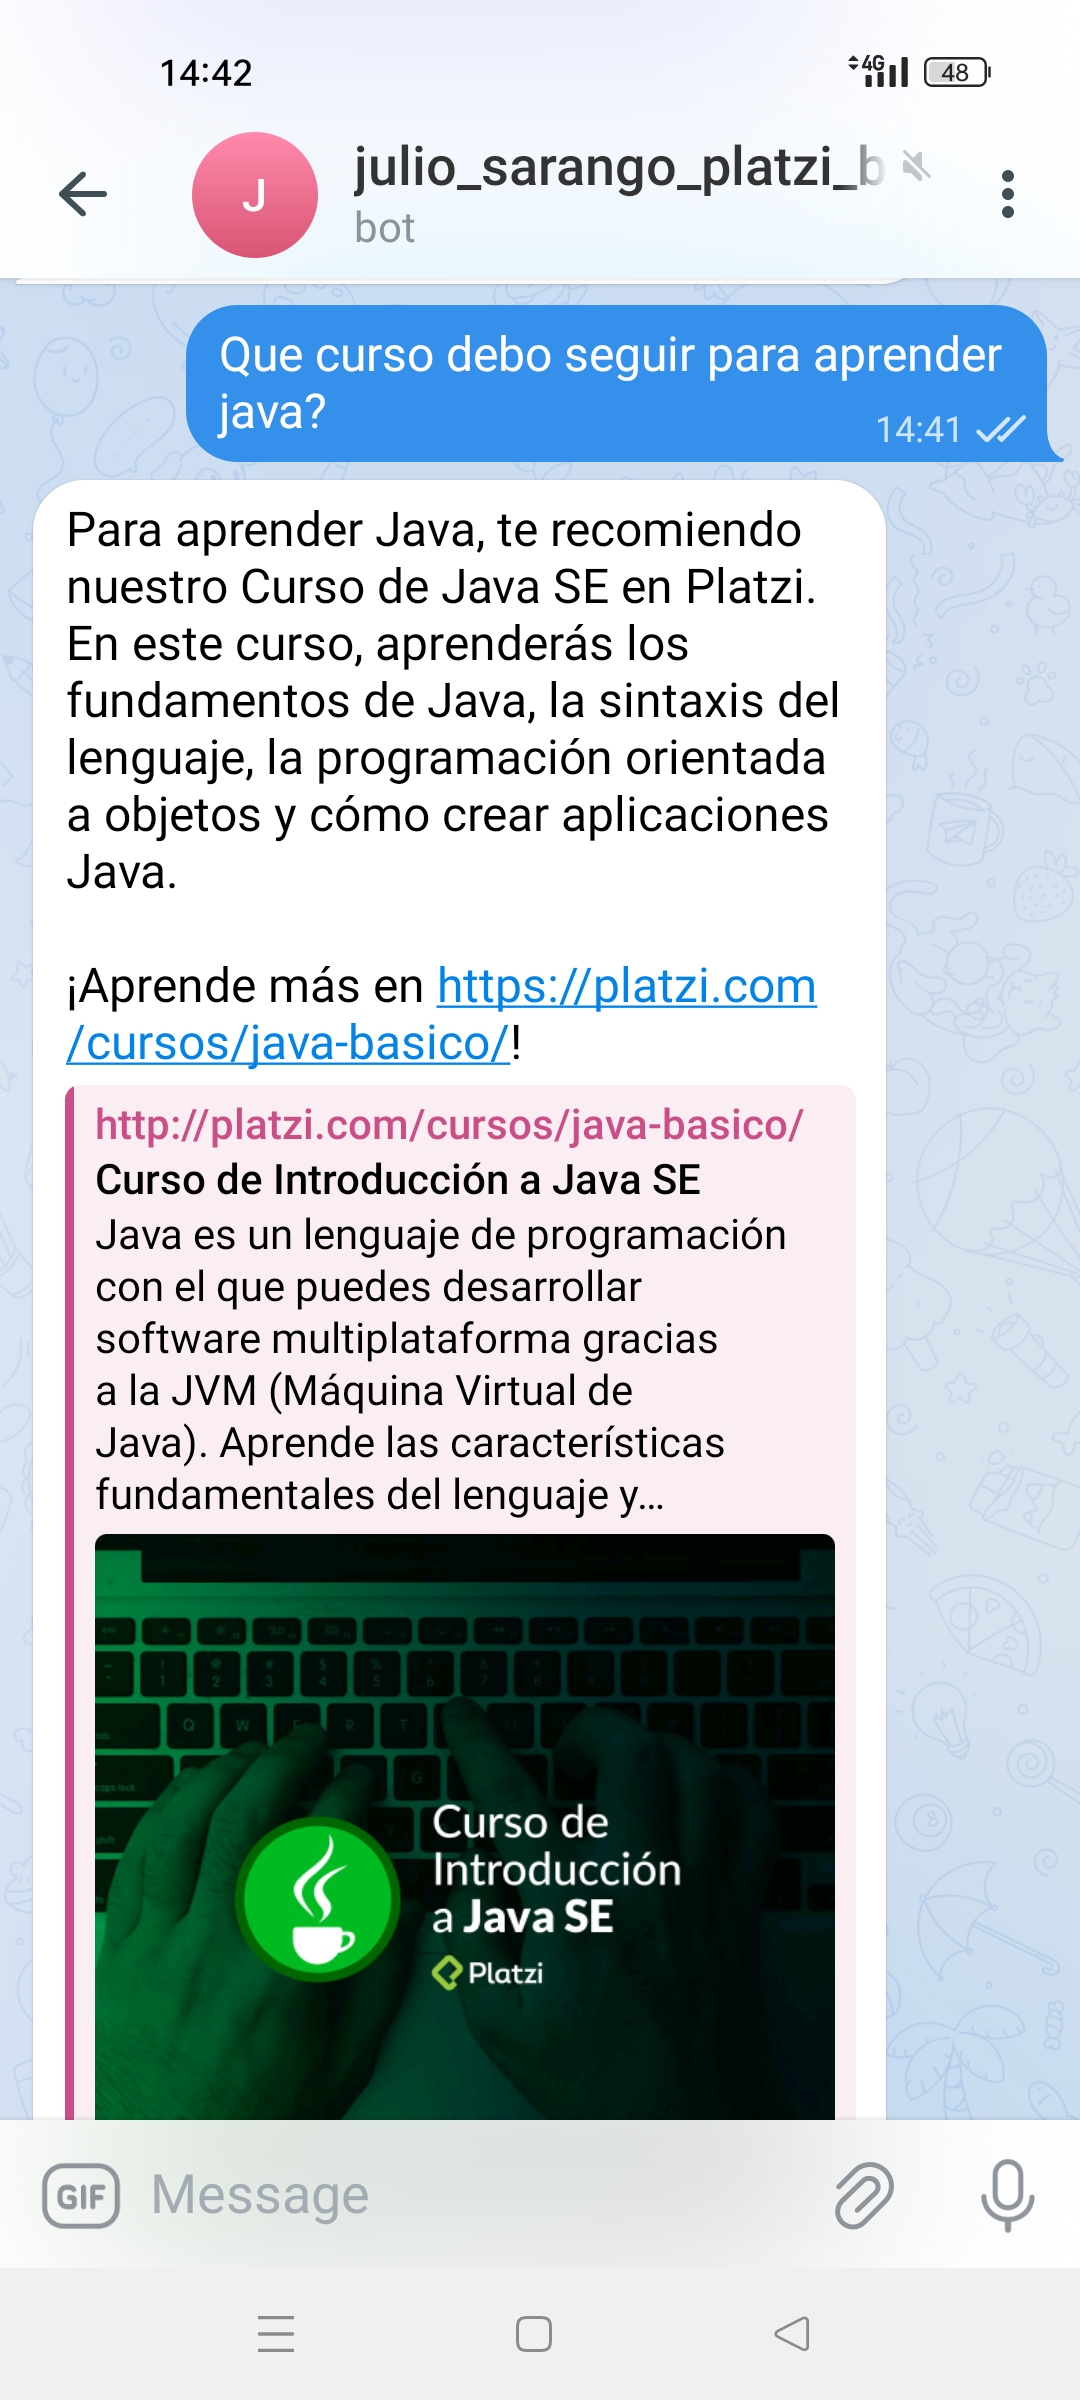 14:42
4G
48
J
julio_sarango_platzi_b
bot
Que curso debo seguir para aprender
java?
14:41
Para aprender Java, te recomiendo
nuestro Curso de Java SE en Platzi.
En este curso, aprenderás los
fundamentos de Java, la sintaxis del
lenguaje, la programación orientada
a objetos y cómo crear aplicaciones
Java.
¡Aprende más en https://platzi.com
/cursos/java-basico/!
http://platzi.com/cursos/java-basico/
Curso de Introducción a Java SE
Java es un lenguaje de programación
con el que puedes desarrollar
software multiplataforma gracias
a la JVM (Máquina Virtual de
Java). Aprende las características
fundamentales del lenguaje y...
Curso de
Introducción
a Java SE
Platzi
GIF
Message